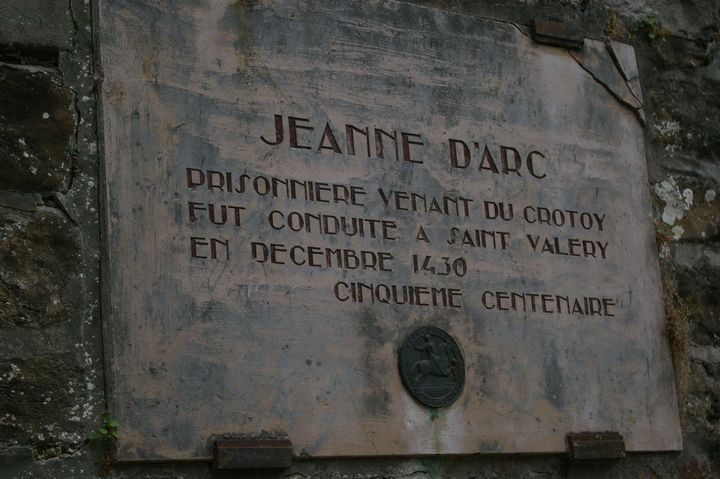 JEANNE D'ARC
PRISONNIERE VENANT DU CROTOY
FUT CONDUITE A SAINT VALERY
EN DECEMBRE 1430
CINQUIEME CENTENAIRE